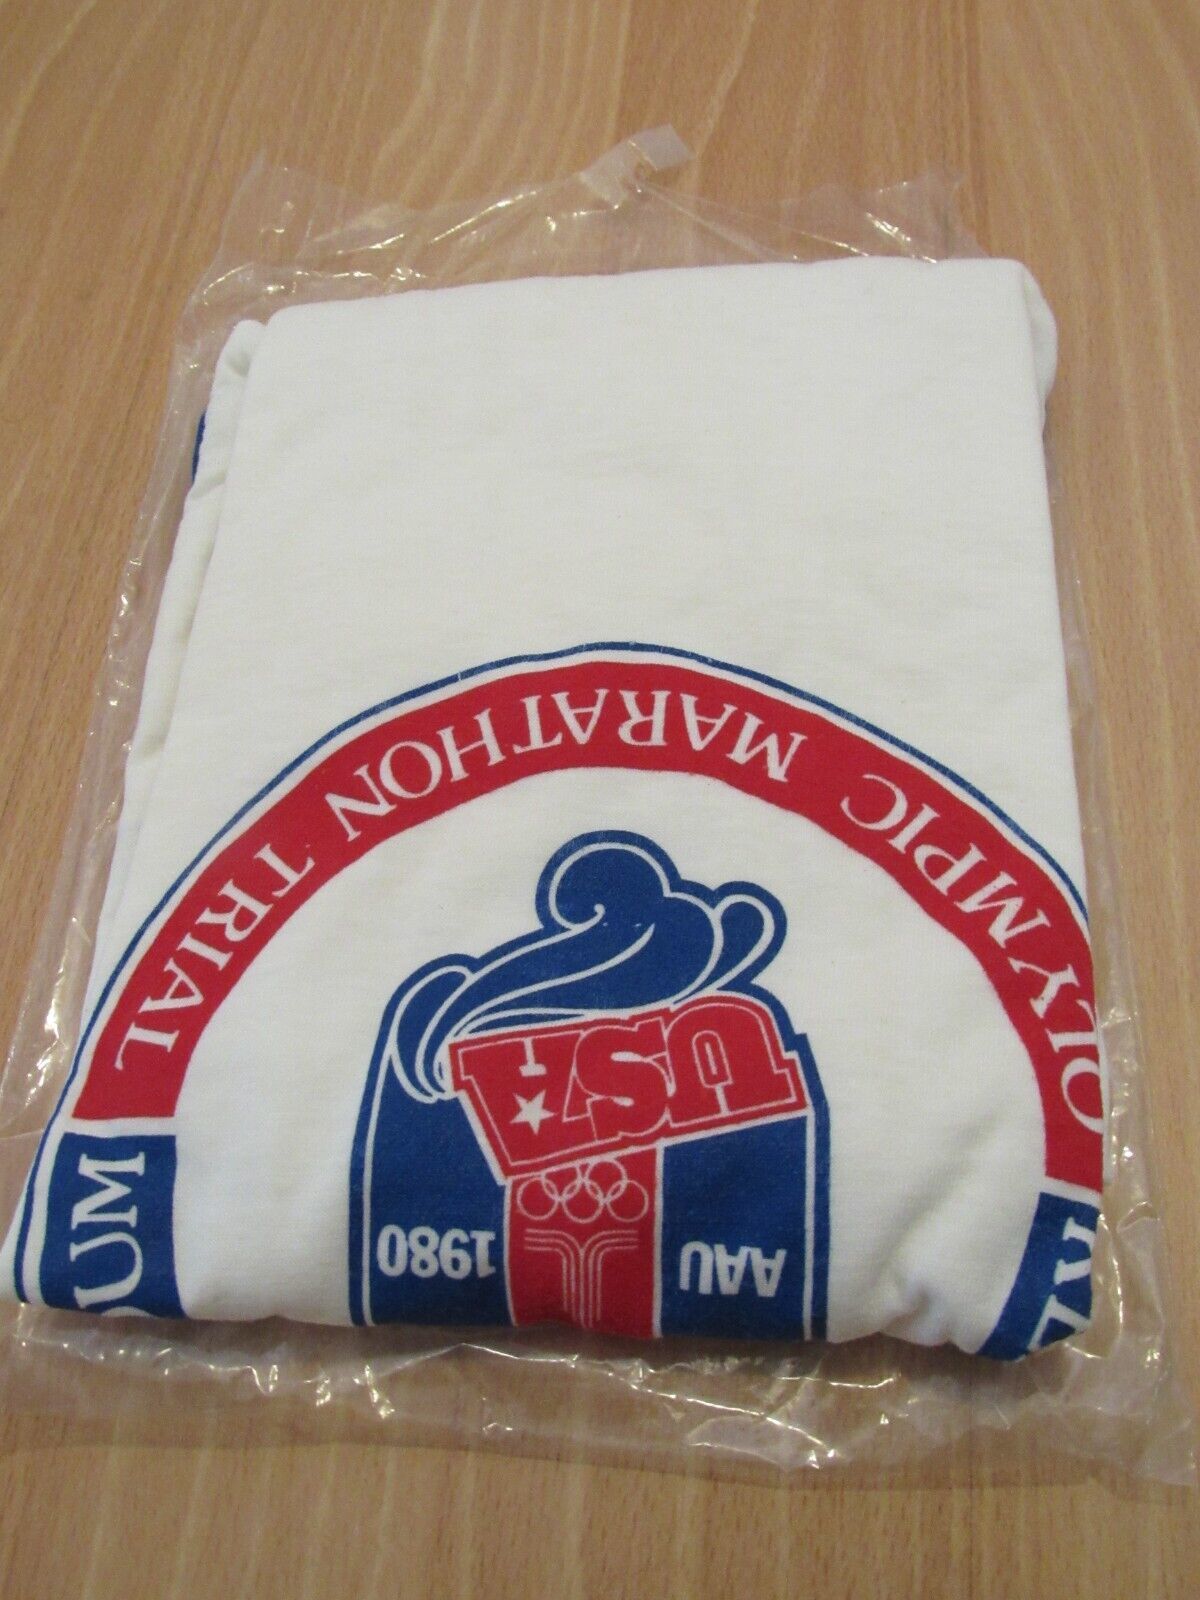 AAU 1980
USA
OLYMPIC MARATHON TRIAL